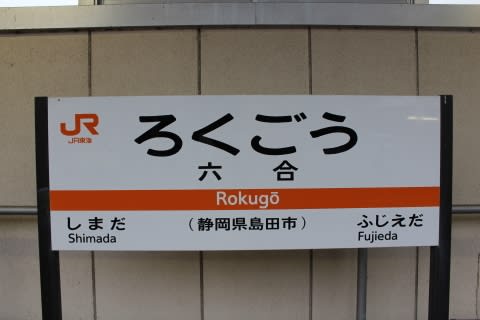 JR
JR東海
ろくごう
六合
Rokugō
しまだ
Shimada
（静岡県島田市）
ふじえだ
Fujieda